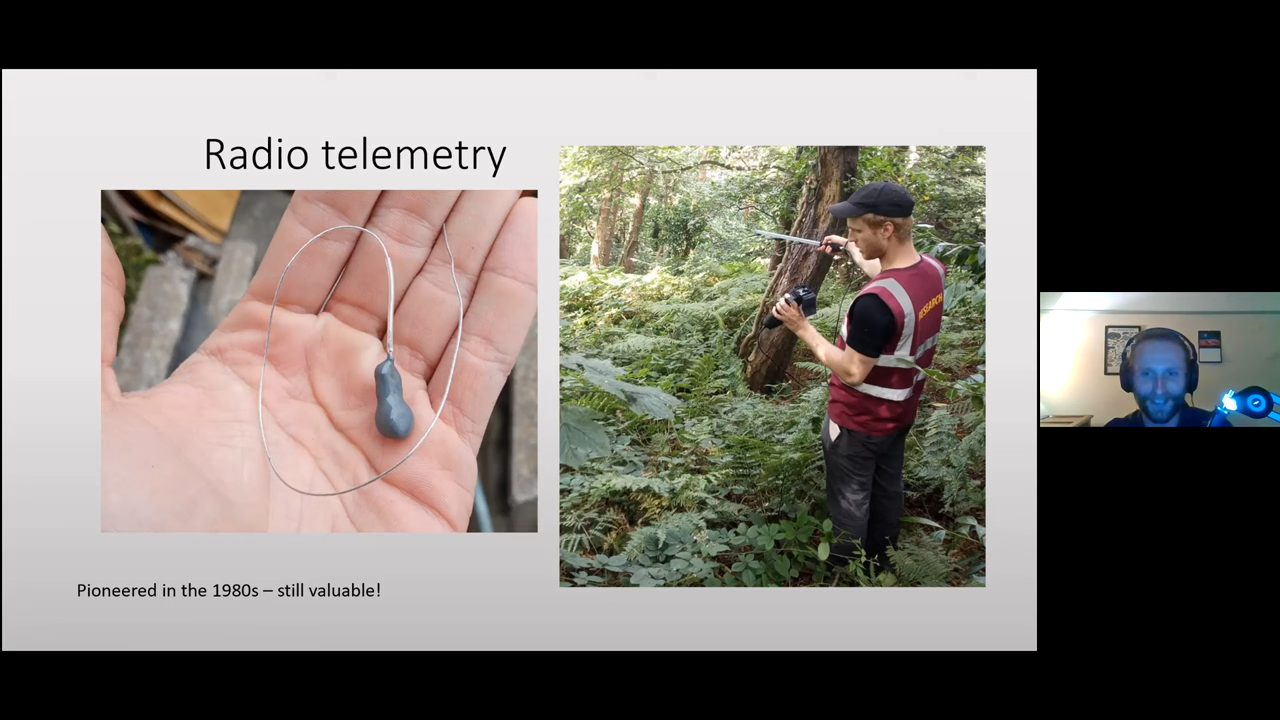 Radio telemetry
RESEARCH
Pioneered in the 1980s – still valuable!